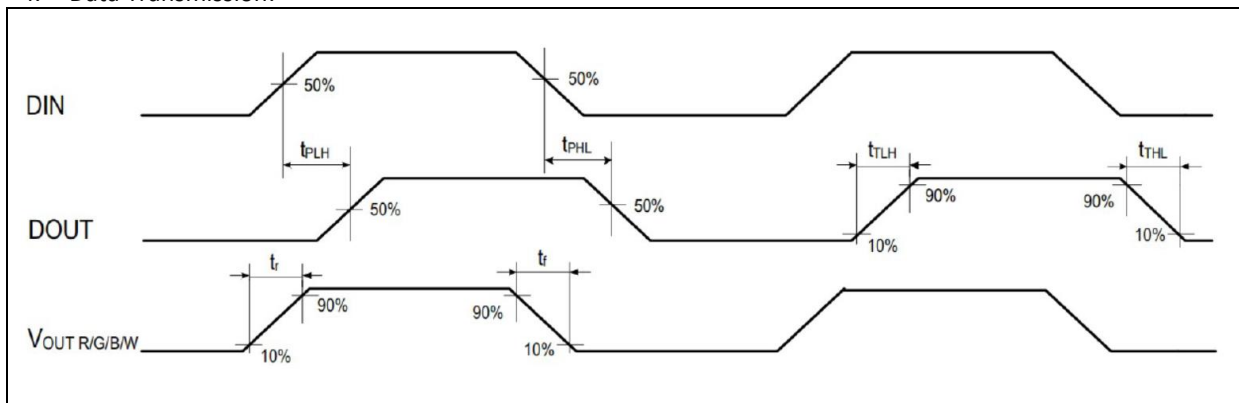 4. Data Transmission:
50%
50%
DIN
tPLH
tPHL
tTLH
tTHL
50%
50%
90%
90%
DOUT
10%
10%
tr
tf
90%
90%
VOUT R/G/B/W
10%
10%